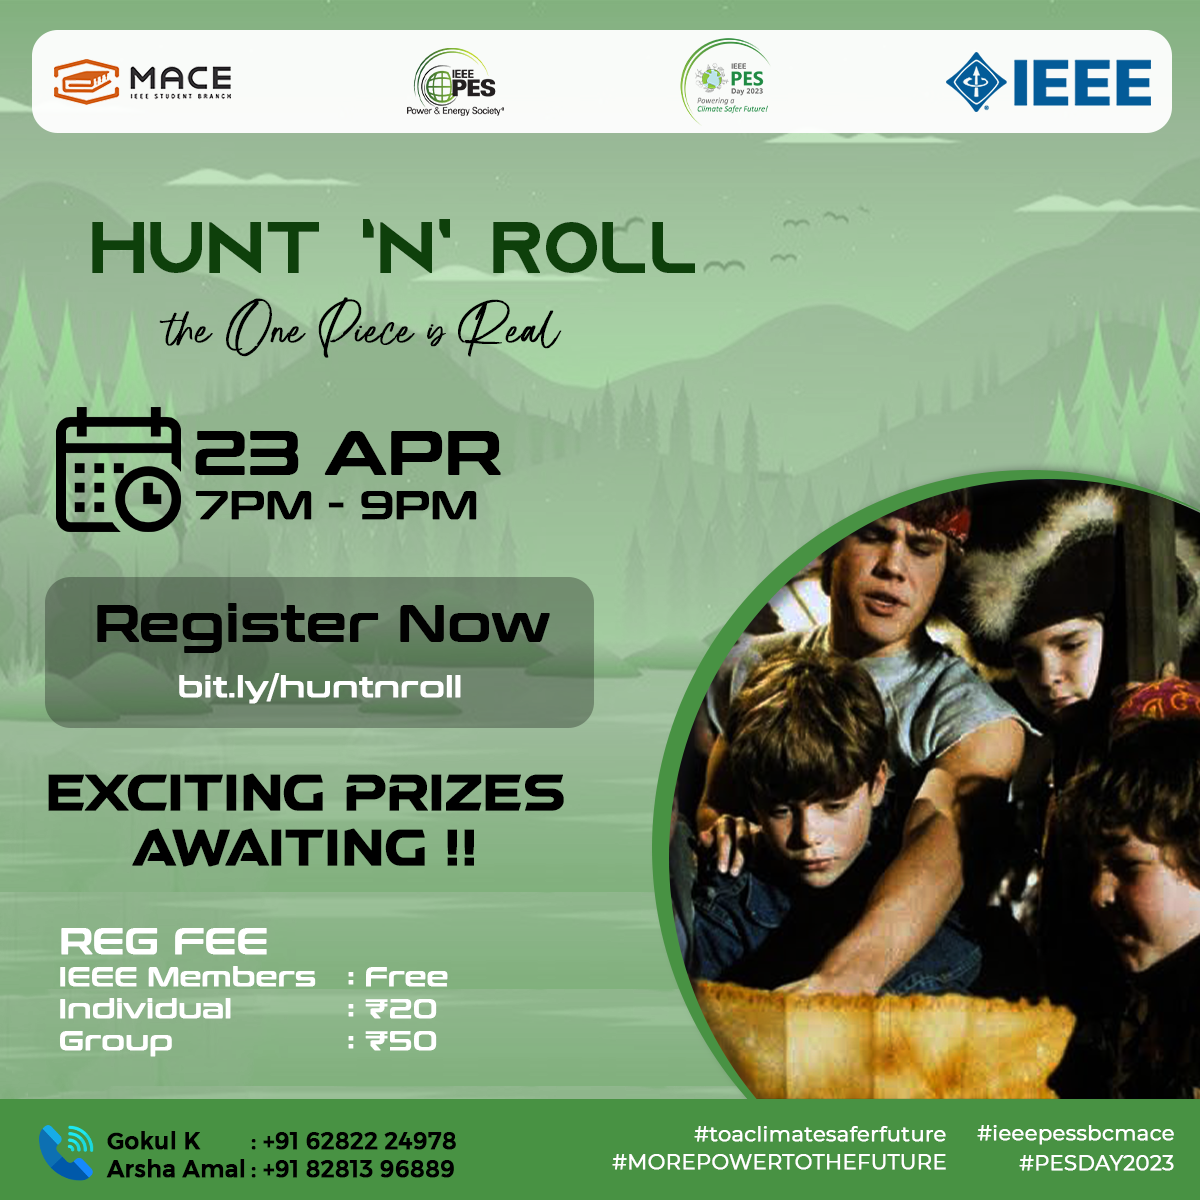 MACE
IEEE STUDENT BRANCH
IEEE
PES
Power & Energy Society®
IEEE
PES
Day 2023
Powering a
Climate Safer Future!
IEEE
HUNT 'N' ROLL
the One Piece is Real
23 APR
7PM - 9PM
Register Now
bit.ly/huntnroll
EXCITING PRIZES
AWAITING !!
REG FEE
IEEE Members : Free
Individual : ₹20
Group : ₹50
Gokul K : +91 62822 24978
Arsha Amal : +91 82813 96889
#toaclimatesaferfuture #ieeepessbcmace
#MOREPOWERTOTHEFUTURE #PESDAY2023